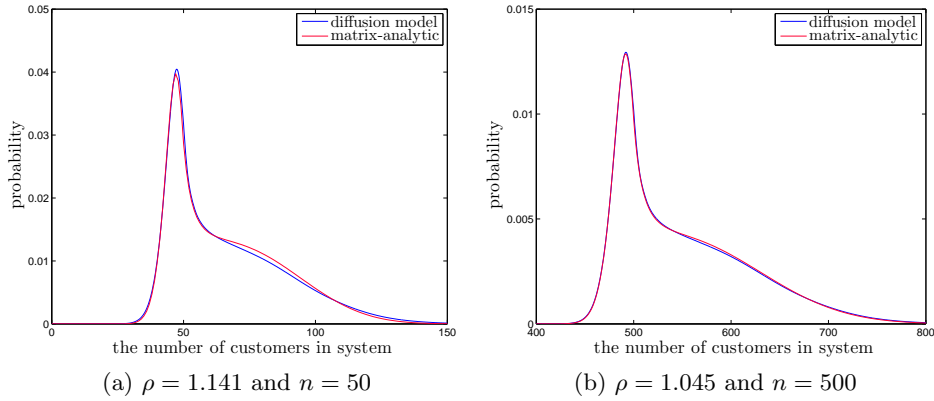 0.05
0.04
0.03
0.02
0.01
0
0
50
100
150
probability
the number of customers in system
diffusion model
matrix-analytic
(a) ρ = 1.141 and n = 50
0.015
0.01
0.005
0
400
500
600
700
800
probability
the number of customers in system
diffusion model
matrix-analytic
(b) ρ = 1.045 and n = 500